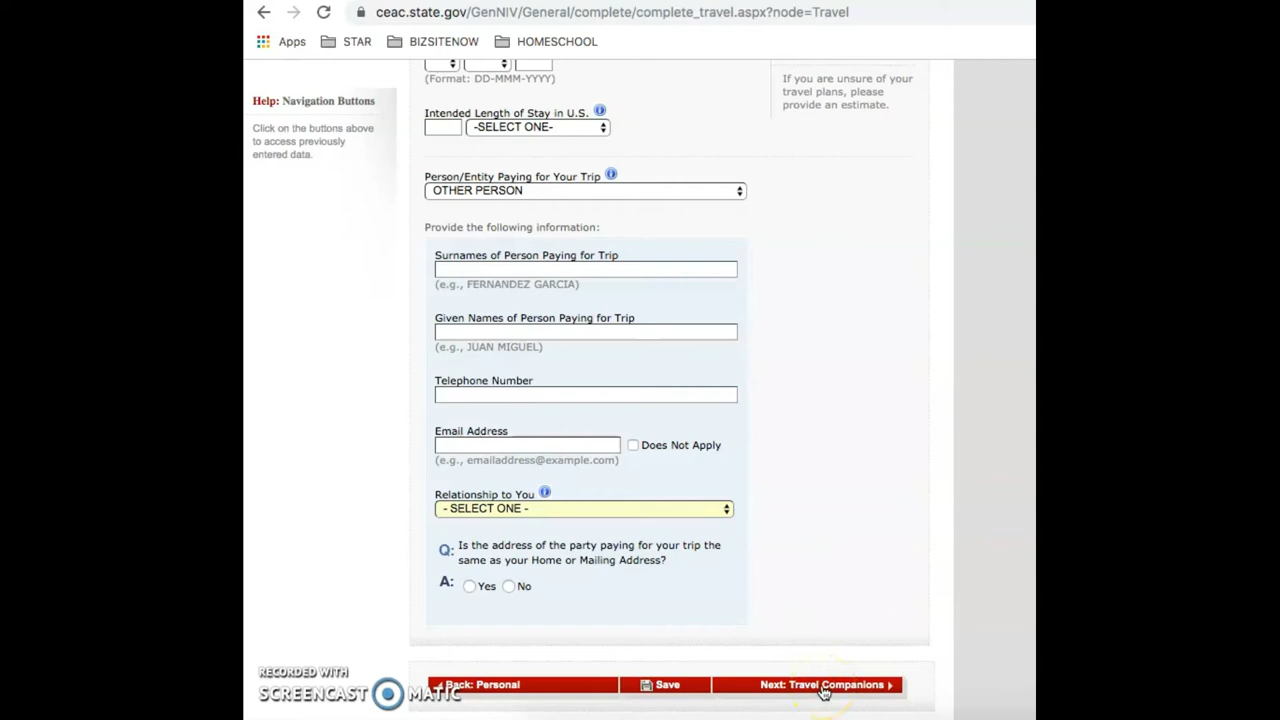 ceac.state.gov/GenNIV/General/complete/complete_travel.aspx?node=Travel
Apps STAR BIZSITENOW HOMESCHOOL
Help: Navigation Buttons
Click on the buttons above
to access previously
entered data.
(Format: DD-MMM-YYYY)
If you are unsure of your
travel plans, please
provide an estimate.
Intended Length of Stay in U.S.
-SELECT ONE-
Person/Entity Paying for Your Trip
OTHER PERSON
Provide the following information:
Surnames of Person Paying for Trip
(e.g., FERNANDEZ GARCIA)
Given Names of Person Paying for Trip
(e.g., JUAN MIGUEL)
Telephone Number
Email Address
Does Not Apply
(e.g., emailaddress@example.com)
Relationship to You
- SELECT ONE -
Q: Is the address of the party paying for your trip the
same as your Home or Mailing Address?
A: Yes No
Back: Personal Save Next: Travel Companions
RECORDED WITH
SCREENCAST MATIC